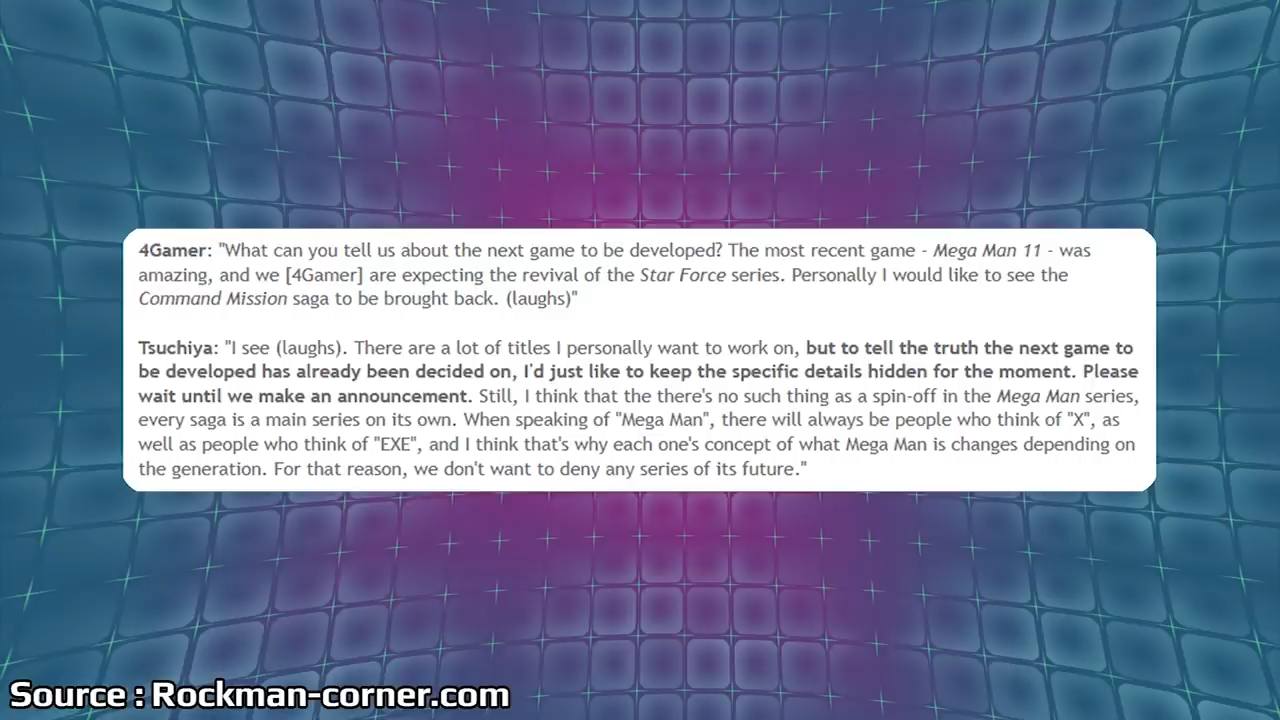 4Gamer: "What can you tell us about the next game to be developed? The most recent game - Mega Man 11 - was
amazing, and we [4Gamer] are expecting the revival of the Star Force series. Personally I would like to see the
Command Mission saga to be brought back. (laughs)"
Tsuchiya: "I see (laughs). There are a lot of titles I personally want to work on, but to tell the truth the next game to
be developed has already been decided on, I'd just like to keep the specific details hidden for the moment. Please
wait until we make an announcement. Still, I think that the there's no such thing as a spin-off in the Mega Man series,
every saga is a main series on its own. When speaking of "Mega Man", there will always be people who think of "X", as
well as people who think of "EXE", and I think that's why each one's concept of what Mega Man is changes depending on
the generation. For that reason, we don't want to deny any series of its future."
Source : Rockman-corner.com